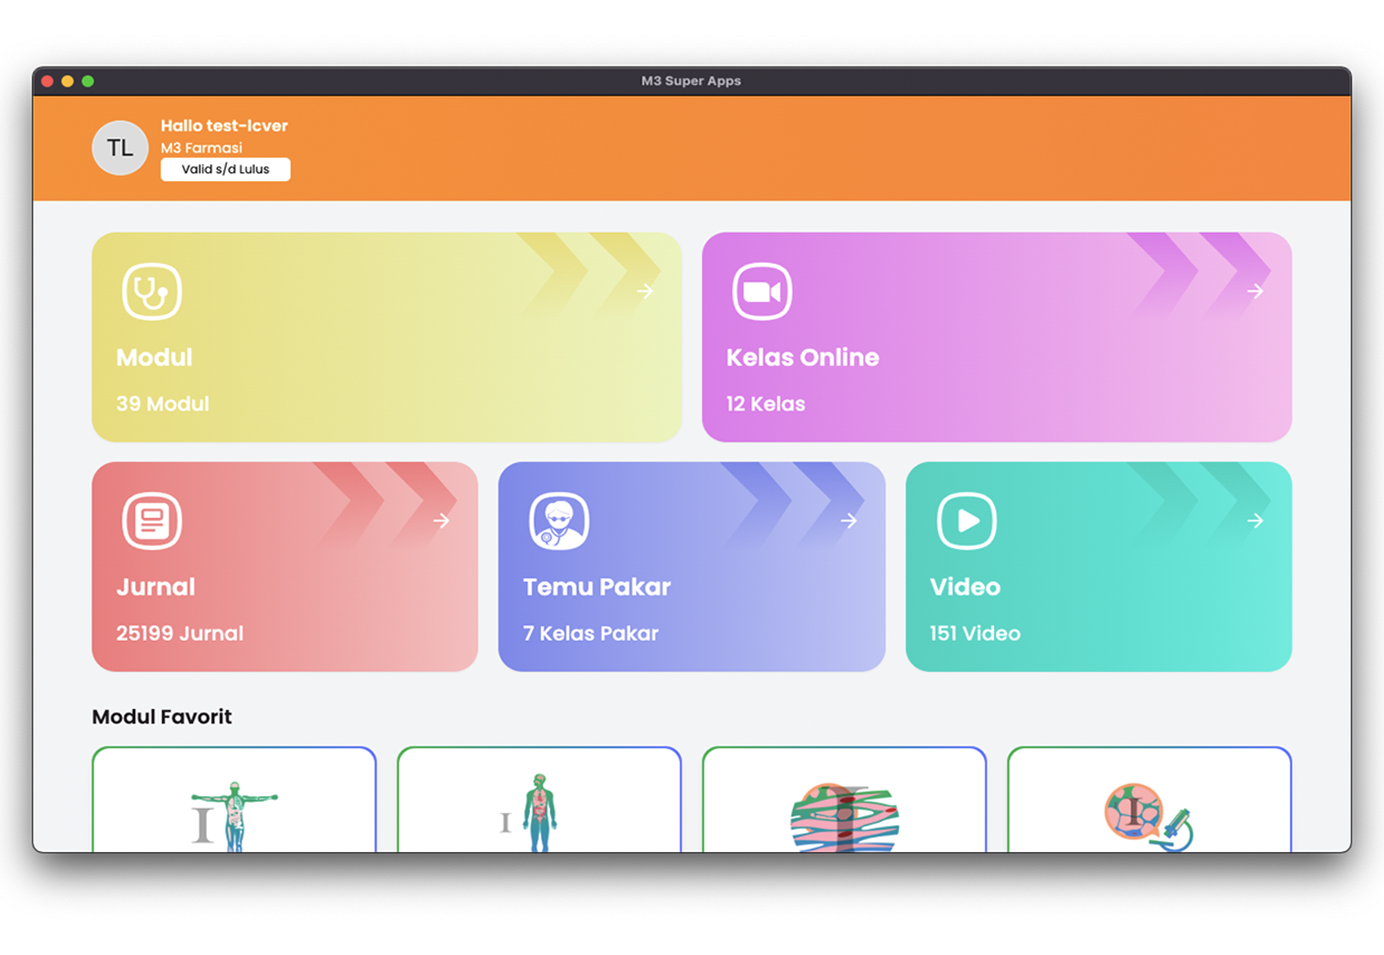 M3 Super Apps
TL
Hallo test-lcver
M3 Farmasi
Valid s/d Lulus
Modul
39 Modul
Kelas Online
12 Kelas
Jurnal
25199 Jurnal
Temu Pakar
7 Kelas Pakar
Video
151 Video
Modul Favorit
I
I
I
I